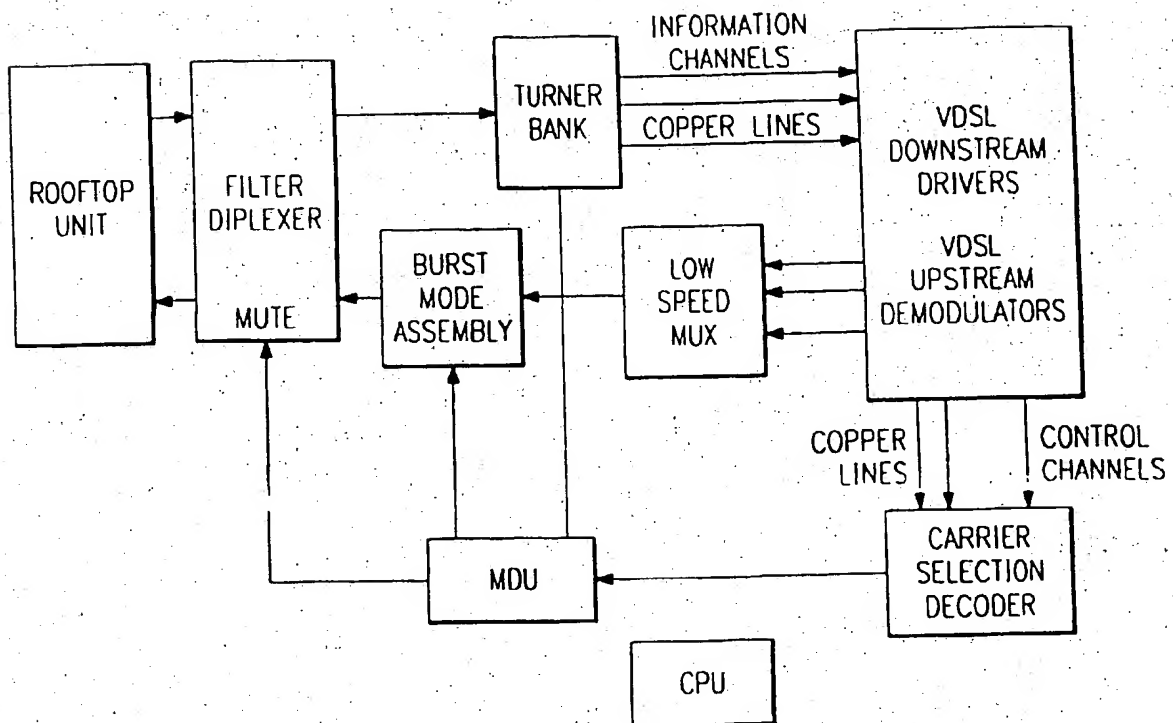 INFORMATION
CHANNELS
ROOFTOP
UNIT
FILTER
DIPLEXER
MUTE
TURNER
BANK
COPPER LINES
VDSL
DOWNSTREAM
DRIVERS
VDSL
UPSTREAM
DEMODULATORS
BURST
MODE
ASSEMBLY
LOW
SPEED
MUX
COPPER
LINES
CONTROL
CHANNELS
MDU
CARRIER
SELECTION
DECODER
CPU